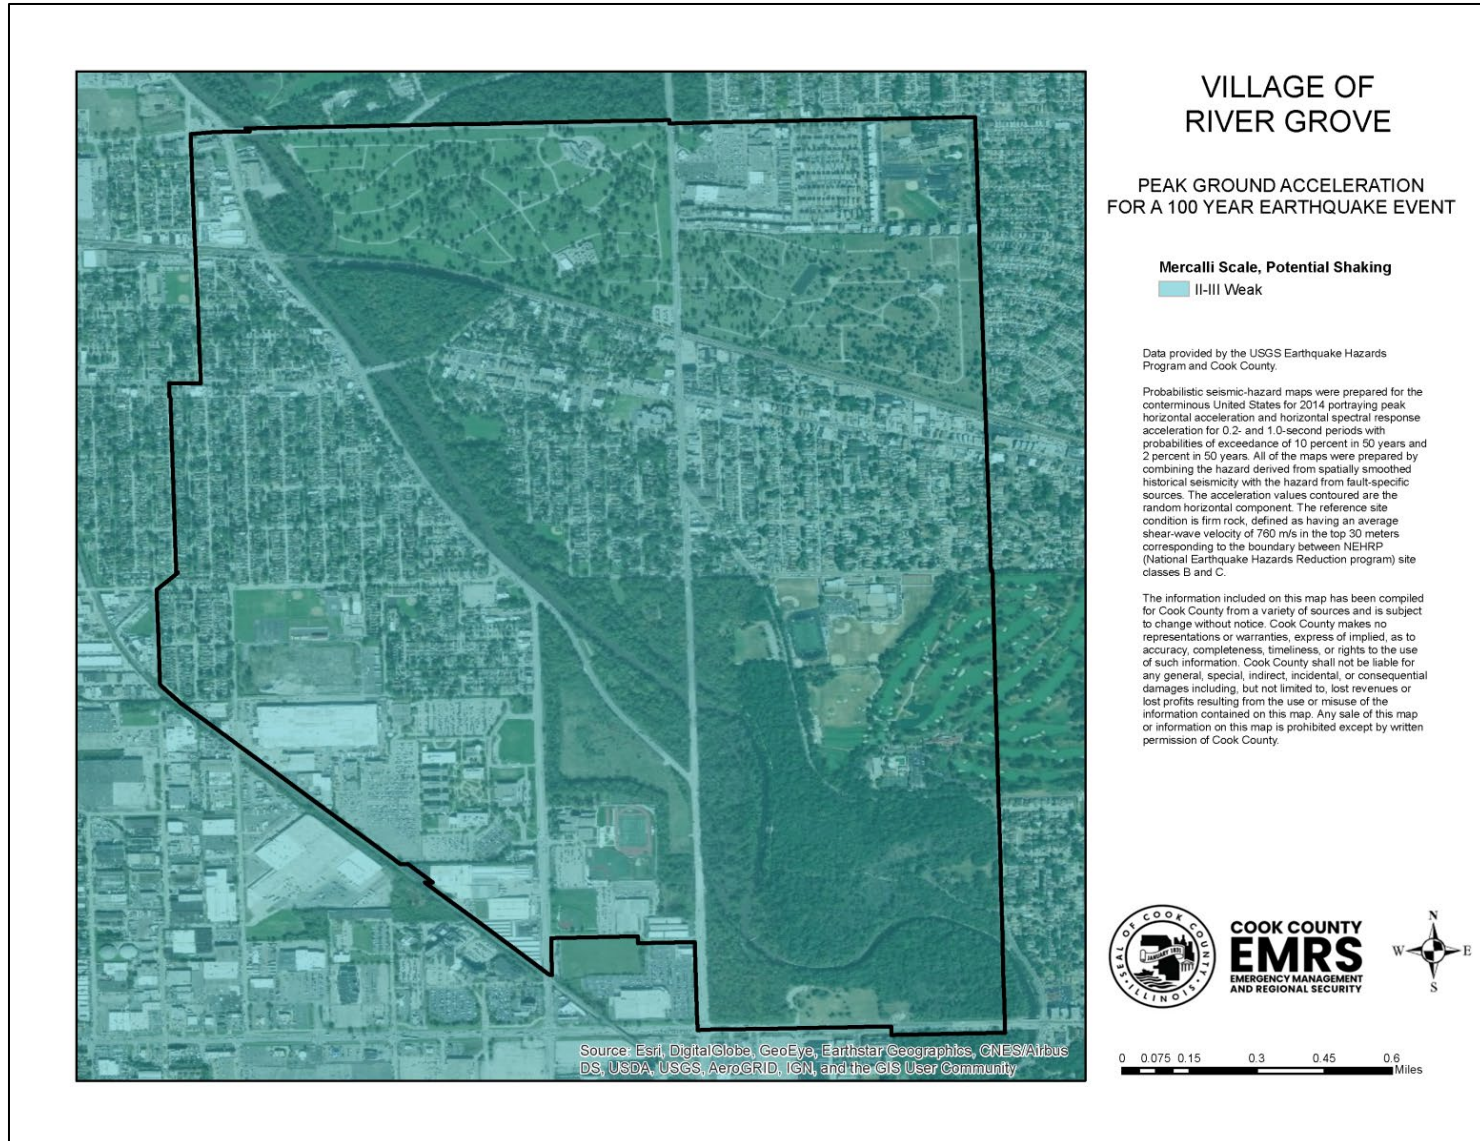 VILLAGE OF
RIVER GROVE
PEAK GROUND ACCELERATION
FOR A 100 YEAR EARTHQUAKE EVENT
Mercalli Scale, Potential Shaking
II-III Weak
Data provided by the USGS Earthquake Hazards
Program and Cook County.
Probabilistic seismic-hazard maps were prepared for the
conterminous United States for 2014 portraying peak
horizontal acceleration and horizontal spectral response
acceleration for 0.2- and 1.0-second periods with
probabilities of exceedance of 10 percent in 50 years and
2 percent in 50 years. All of the maps were prepared by
combining the hazard derived from spatially smoothed
historical seismicity with the hazard from fault-specific
sources. The acceleration values contoured are the
random horizontal component. The reference site
condition is firm rock, defined as having an average
shear-wave velocity of 760 m/s in the top 30 meters
corresponding to the boundary between NEHRP
(National Earthquake Hazards Reduction program) site
classes B and C.
The information included on this map has been compiled
for Cook County from a variety of sources and is subject
to change without notice. Cook County makes no
representations or warranties, express of implied, as to
accuracy, completeness, timeliness, or rights to the use
of such information. Cook County shall not be liable for
any general, special, indirect, incidental, or consequential
damages including, but not limited to, lost revenues or
lost profits resulting from the use or misuse of the
information contained on this map. Any sale of this map
or information on this map is prohibited except by written
permission of Cook County.
SEAL OF COOK COUNTY
JANUARY 1831
ILLINOIS
COOK COUNTY
EMRS
EMERGENCY MANAGEMENT
AND REGIONAL SECURITY
N
W E
S
0 0.075 0.15 0.3 0.45 0.6
Miles
Source: Esri, DigitalGlobe, GeoEye, Earthstar Geographics, CNES/Airbus
DS, USDA, USGS, AeroGRID, IGN, and the GIS User Community